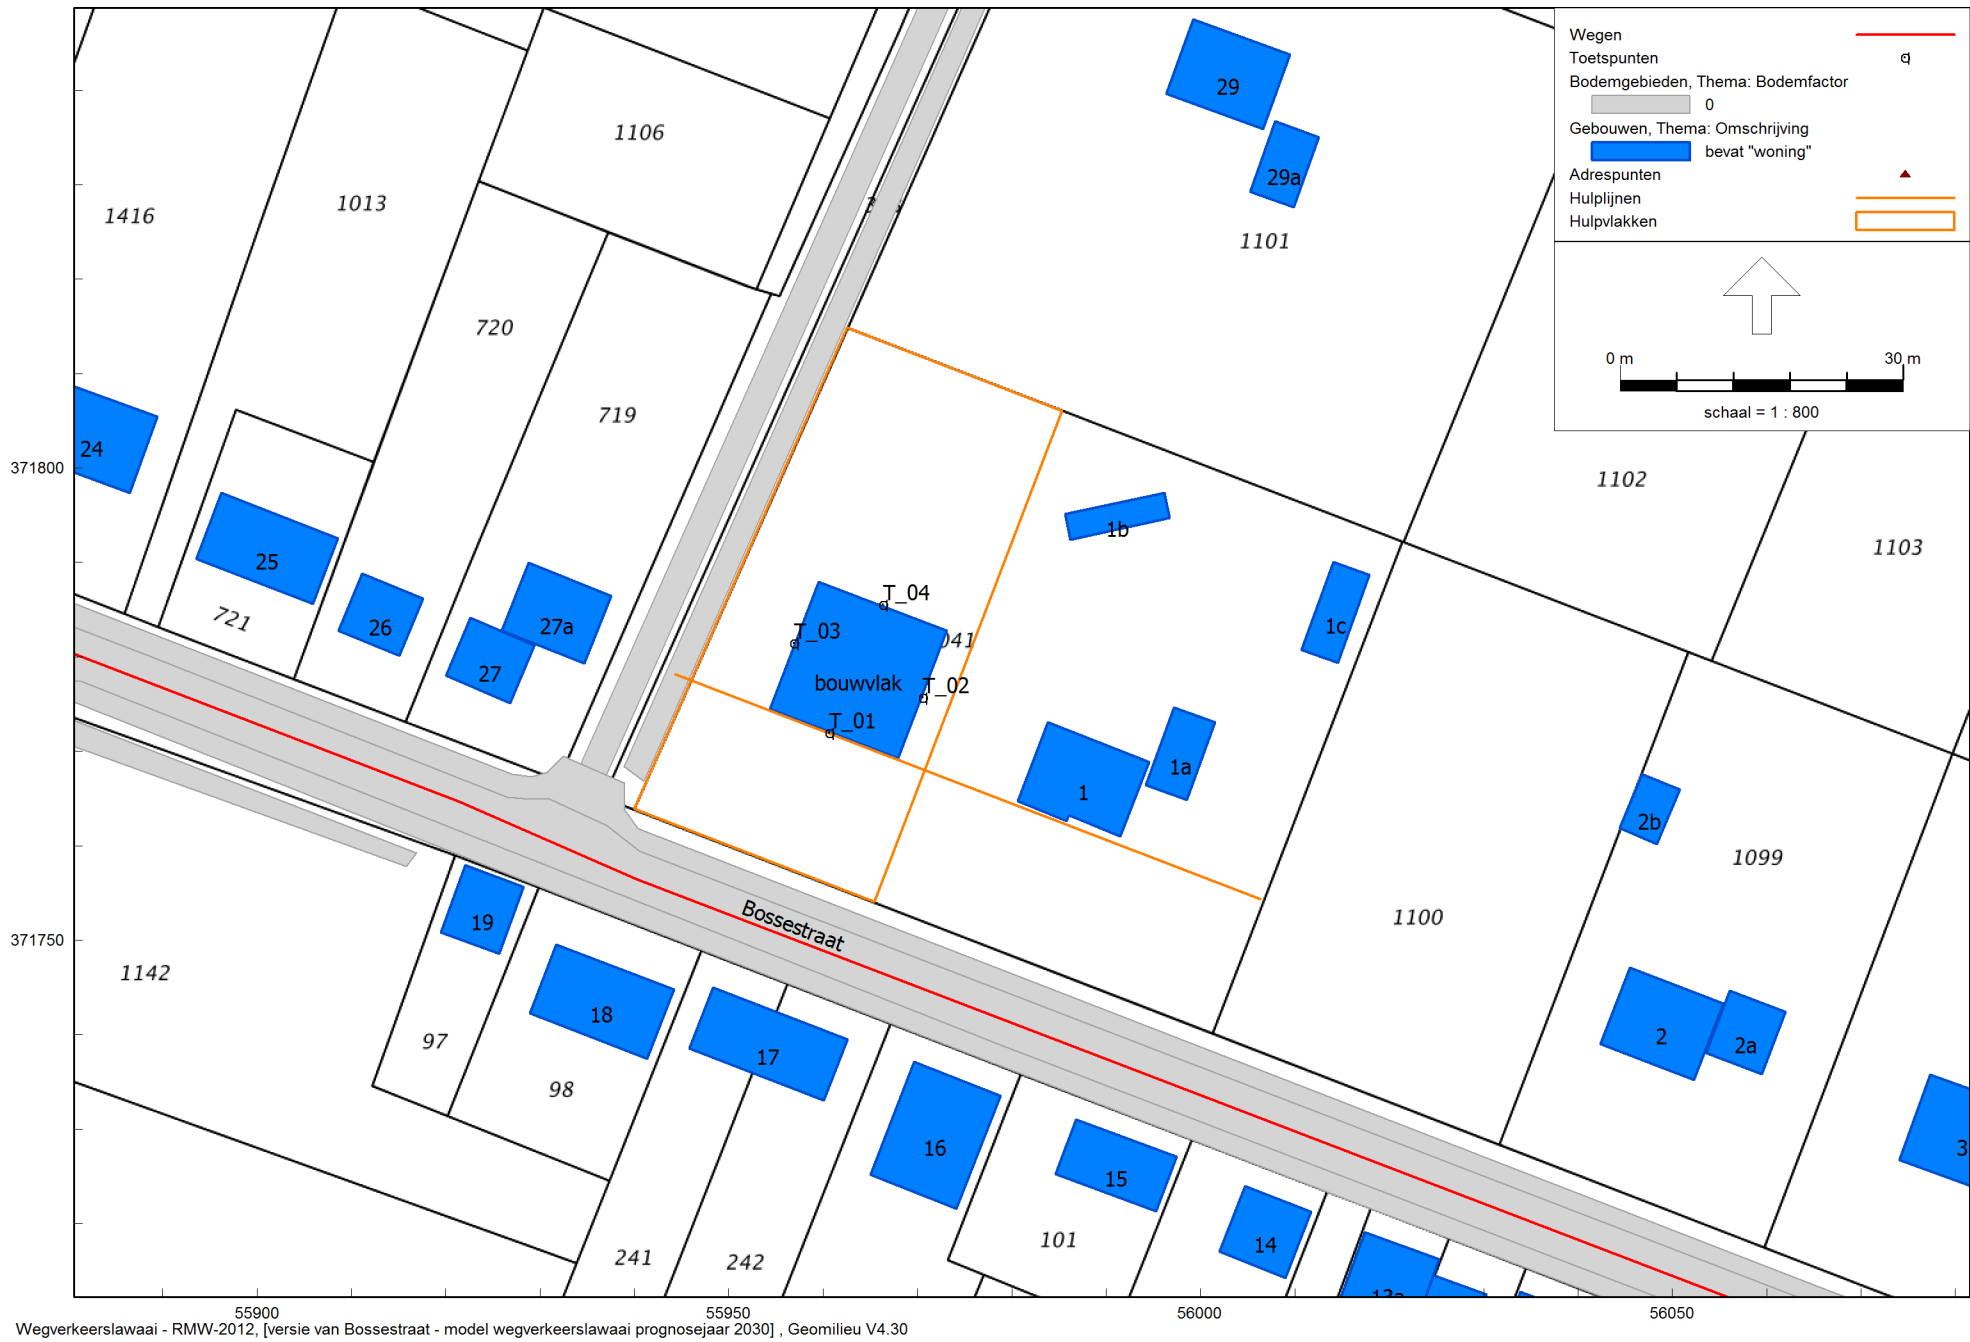 Wegen
Toetspunten
Bodemgebieden, Thema: Bodemfactor
0
Gebouwen, Thema: Omschrijving
bevat "woning"
Adrespunten
Hulplijnen
Hulpvlakken
0 m 30 m
schaal = 1 : 800
29
1106
29a
1013
1416
1101
720
719
24
371800
1102
1b
1103
25
T_04
721
26
27a
T_03
1c
041
27
bouwvlak
T_02
T_01
1a
1
2b
1099
19
Bossestraat
1100
371750
1142
18
2
97
17
2a
98
16
3
15
101
14
241
242
55900 55950 56000 56050
Wegverkeerslawaai - RMW-2012, [versie van Bossestraat - model wegverkeerslawaai prognosejaar 2030] , Geomilieu V4.30